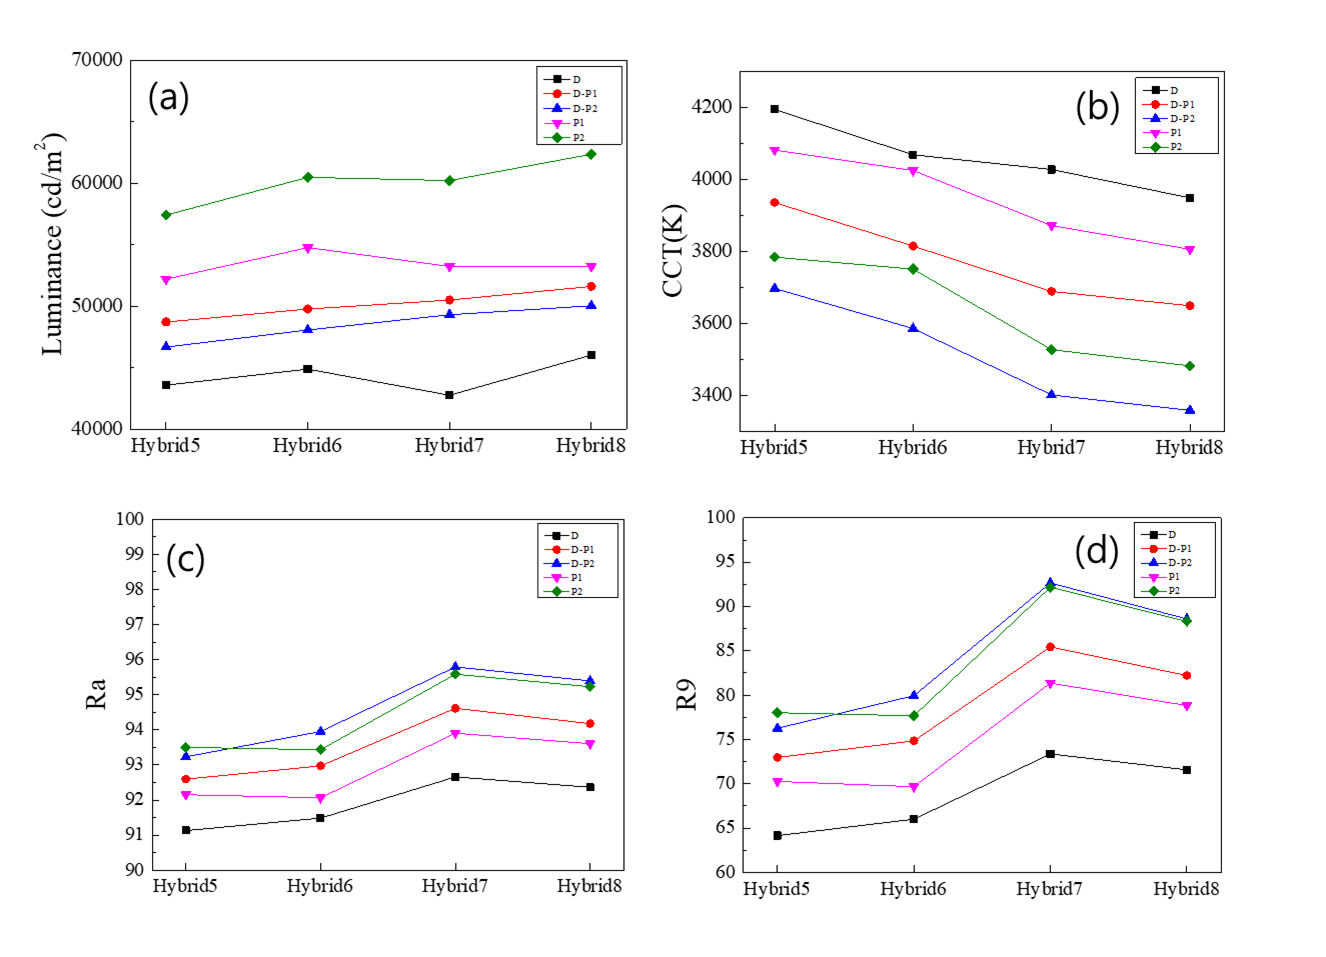 (a)
Luminance (cd/m²)
70000
60000
50000
40000
Hybrid5 Hybrid6 Hybrid7 Hybrid8
D
D-P1
D-P2
P1
P2
(b)
CCT(K)
4200
4000
3800
3600
3400
Hybrid5 Hybrid6 Hybrid7 Hybrid8
D
D-P1
D-P2
P1
P2
(c)
Ra
100
99
98
97
96
95
94
93
92
91
90
Hybrid5 Hybrid6 Hybrid7 Hybrid8
D
D-P1
D-P2
P1
P2
(d)
R9
100
95
90
85
80
75
70
65
60
Hybrid5 Hybrid6 Hybrid7 Hybrid8
D
D-P1
D-P2
P1
P2